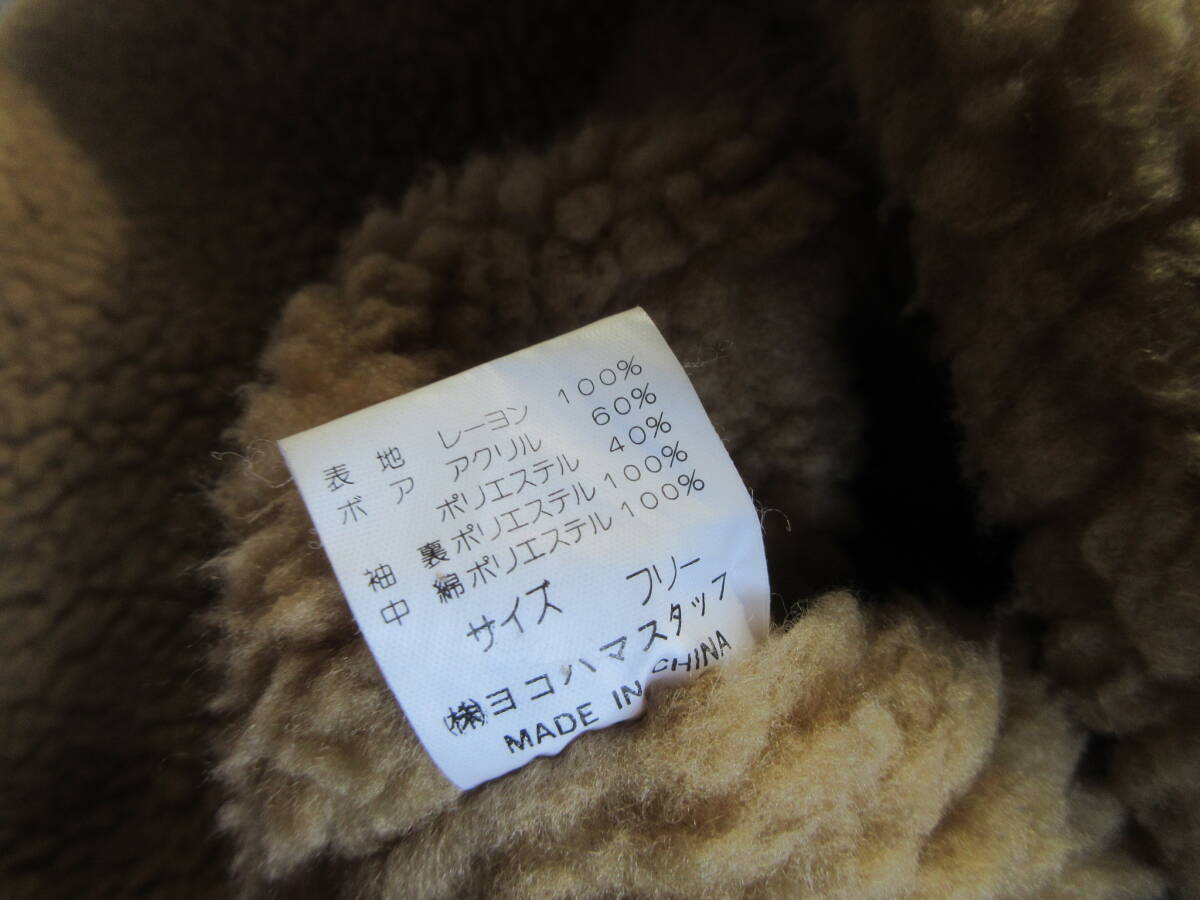 表 地 レーヨン 100%
ボ ア アクリル 60%
ポリエステル 40%
袖 裏 ポリエステル 100%
中 綿 ポリエステル 100%
サイズ フリー
㈱ヨコハマスタッフ
MADE IN CHINA